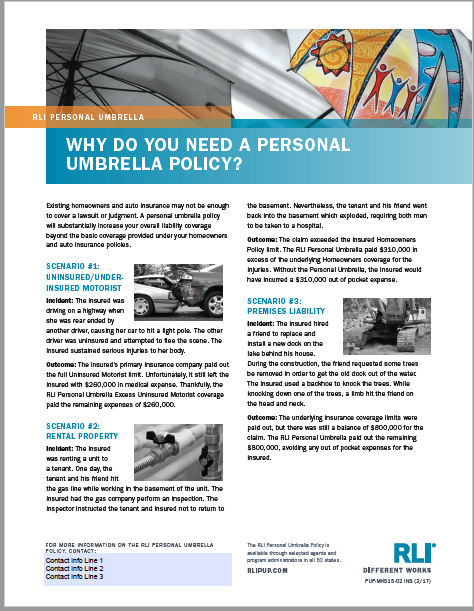 RLI PERSONAL UMBRELLA
WHY DO YOU NEED A PERSONAL
UMBRELLA POLICY?
Existing homeowners and auto insurance may not be enough
to cover a lawsuit or judgment. A personal umbrella policy
will substantially increase your overall liability coverage
beyond the basic coverage provided under your homeowners
and auto insurance policies.
SCENARIO #1:
UNINSURED/UNDER-
INSURED MOTORIST
Incident: The insured was
driving on a highway when
she was rear ended by
another driver, causing her car to hit a light pole. The other
driver was uninsured and attempted to flee the scene. The
insured sustained serious injuries to her body.
Outcome: The insured's primary insurance company paid out
the full Uninsured Motorist limit. Unfortunately, it still left the
insured with $260,000 in medical expense. Thankfully, the
RLI Personal Umbrella Excess Uninsured Motorist coverage
paid the remaining expenses of $260,000.
SCENARIO #2:
RENTAL PROPERTY
Incident: The insured
was renting a unit to
a tenant. One day, the
tenant and his friend hit
the gas line while working in the basement of the unit. The
insured had the gas company perform an inspection. The
inspector instructed the tenant and insured not to return to
the basement. Nevertheless, the tenant and his friend went
back into the basement which exploded, requiring both men
to be taken to a hospital.
Outcome: The claim exceeded the insured Homeowners
Policy limit. The RLI Personal Umbrella paid $310,000 in
excess of the underlying Homeowners coverage for the
injuries. Without the Personal Umbrella, the insured would
have incurred a $310,000 out of pocket expense.
SCENARIO #3:
PREMISES LIABILITY
Incident: The insured hired
a friend to replace and
install a new dock on the
lake behind his house.
During the construction, the friend requested some trees
be removed in order to get the old dock out of the water.
The insured used a backhoe to knock the trees. While
knocking down one of the trees, a limb hit the friend on
the head and neck.
Outcome: The underlying insurance coverage limits were
paid out, but there was still a balance of $800,000 for the
claim. The RLI Personal Umbrella paid out the remaining
$800,000, avoiding any out of pocket expenses for the
insured.
FOR MORE INFORMATION ON THE RLI PERSONAL UMBRELLA
POLICY, CONTACT:
Contact Info Line 1
Contact Info Line 2
Contact Info Line 3
The RLI Personal Umbrella Policy is
available through selected agents and
program administrators in all 50 states.
RLIPUP.COM
RLI
DIFFERENT WORKS
PUP-MK515-02 INS (2/17)